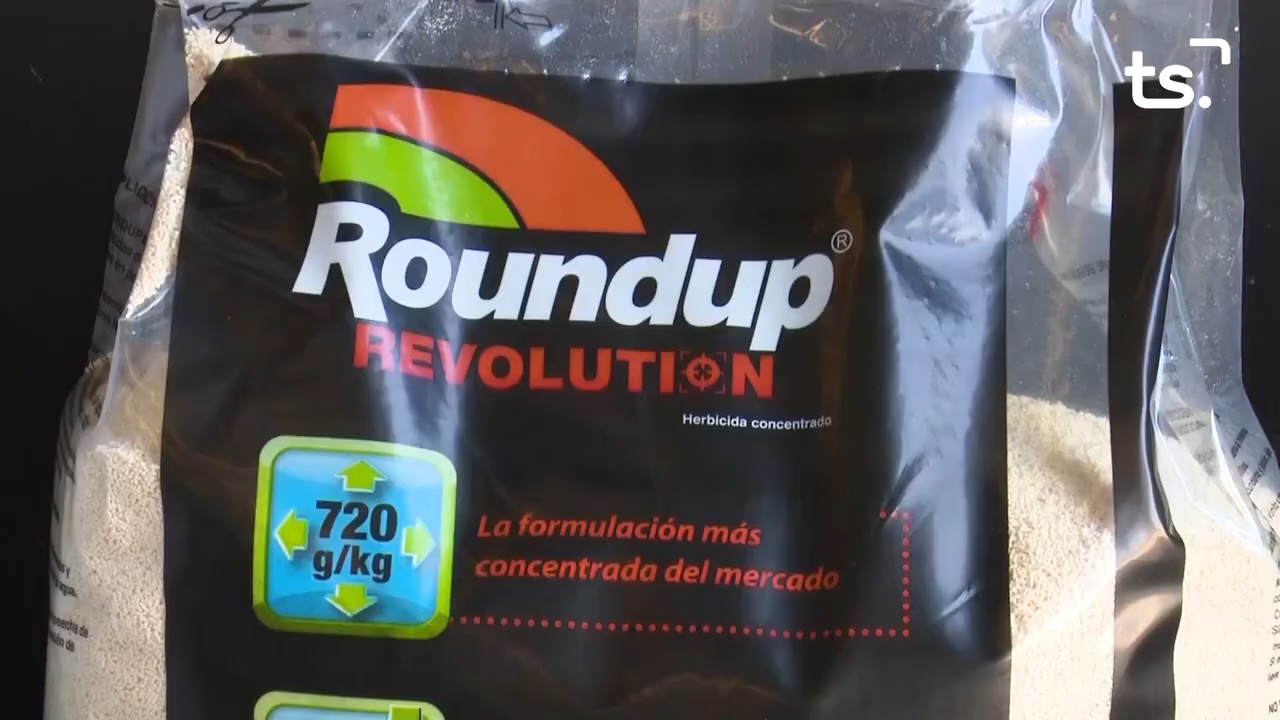 ts.
Roundup®
REVOLUTION
Herbicida concentrado
720
g/kg
La formulación más
concentrada del mercado